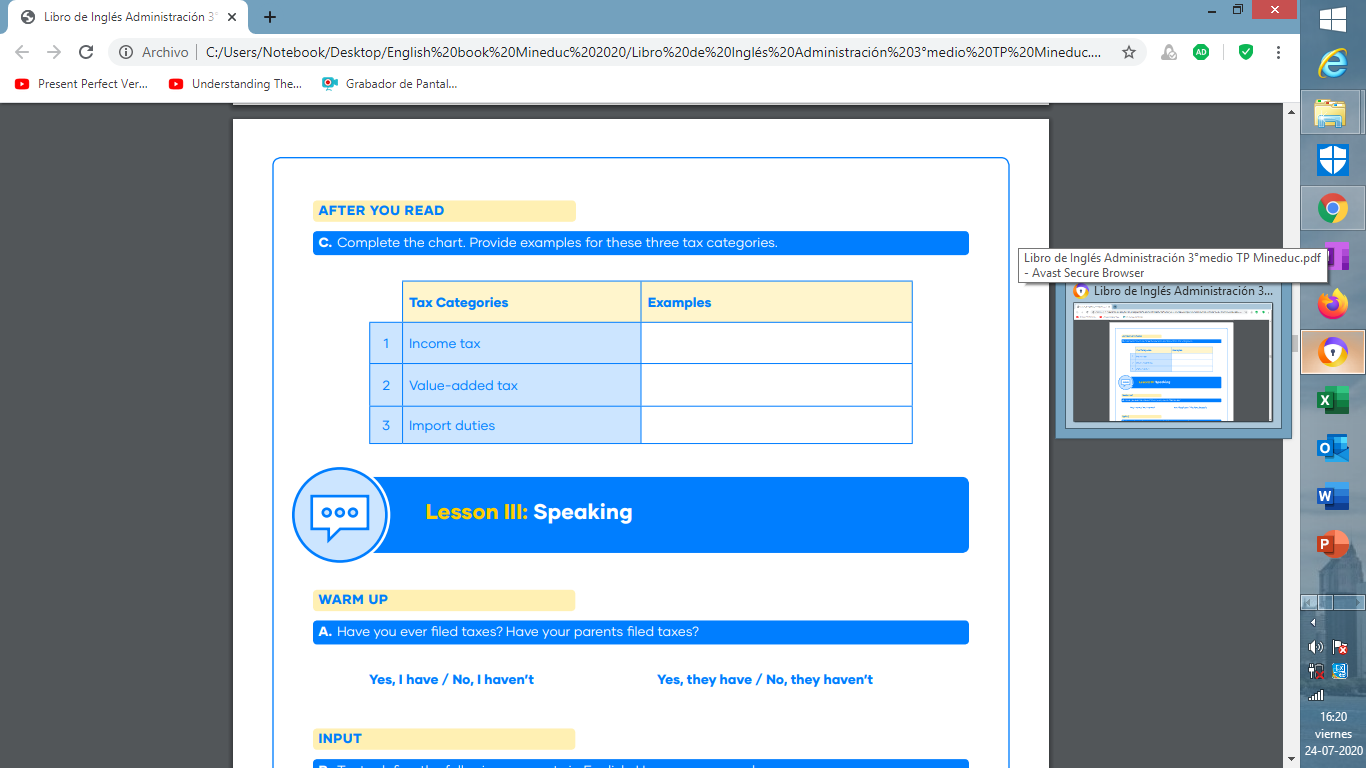 Libro de Inglés Administración 3°
Archivo
C:/Users/Notebook/Desktop/English%20book%20Mineduc%202020/Libro%20de%20Inglés%20Administración%203°medio%20TP%20Mineduc....
AD
Present Perfect Ver...
Understanding The...
Grabador de Pantal...
AFTER YOU READ
C. Complete the chart. Provide examples for these three tax categories.
Tax Categories
Examples
1 Income tax
2 Value-added tax
3 Import duties
Lesson III: Speaking
WARM UP
A. Have you ever filed taxes? Have your parents filed taxes?
Yes, I have / No, I haven't
Yes, they have / No, they haven't
INPUT
Libro de Inglés Administración 3°medio TP Mineduc.pdf
- Avast Secure Browser
Libro de Inglés Administración 3...
16:20
viernes
24-07-2020